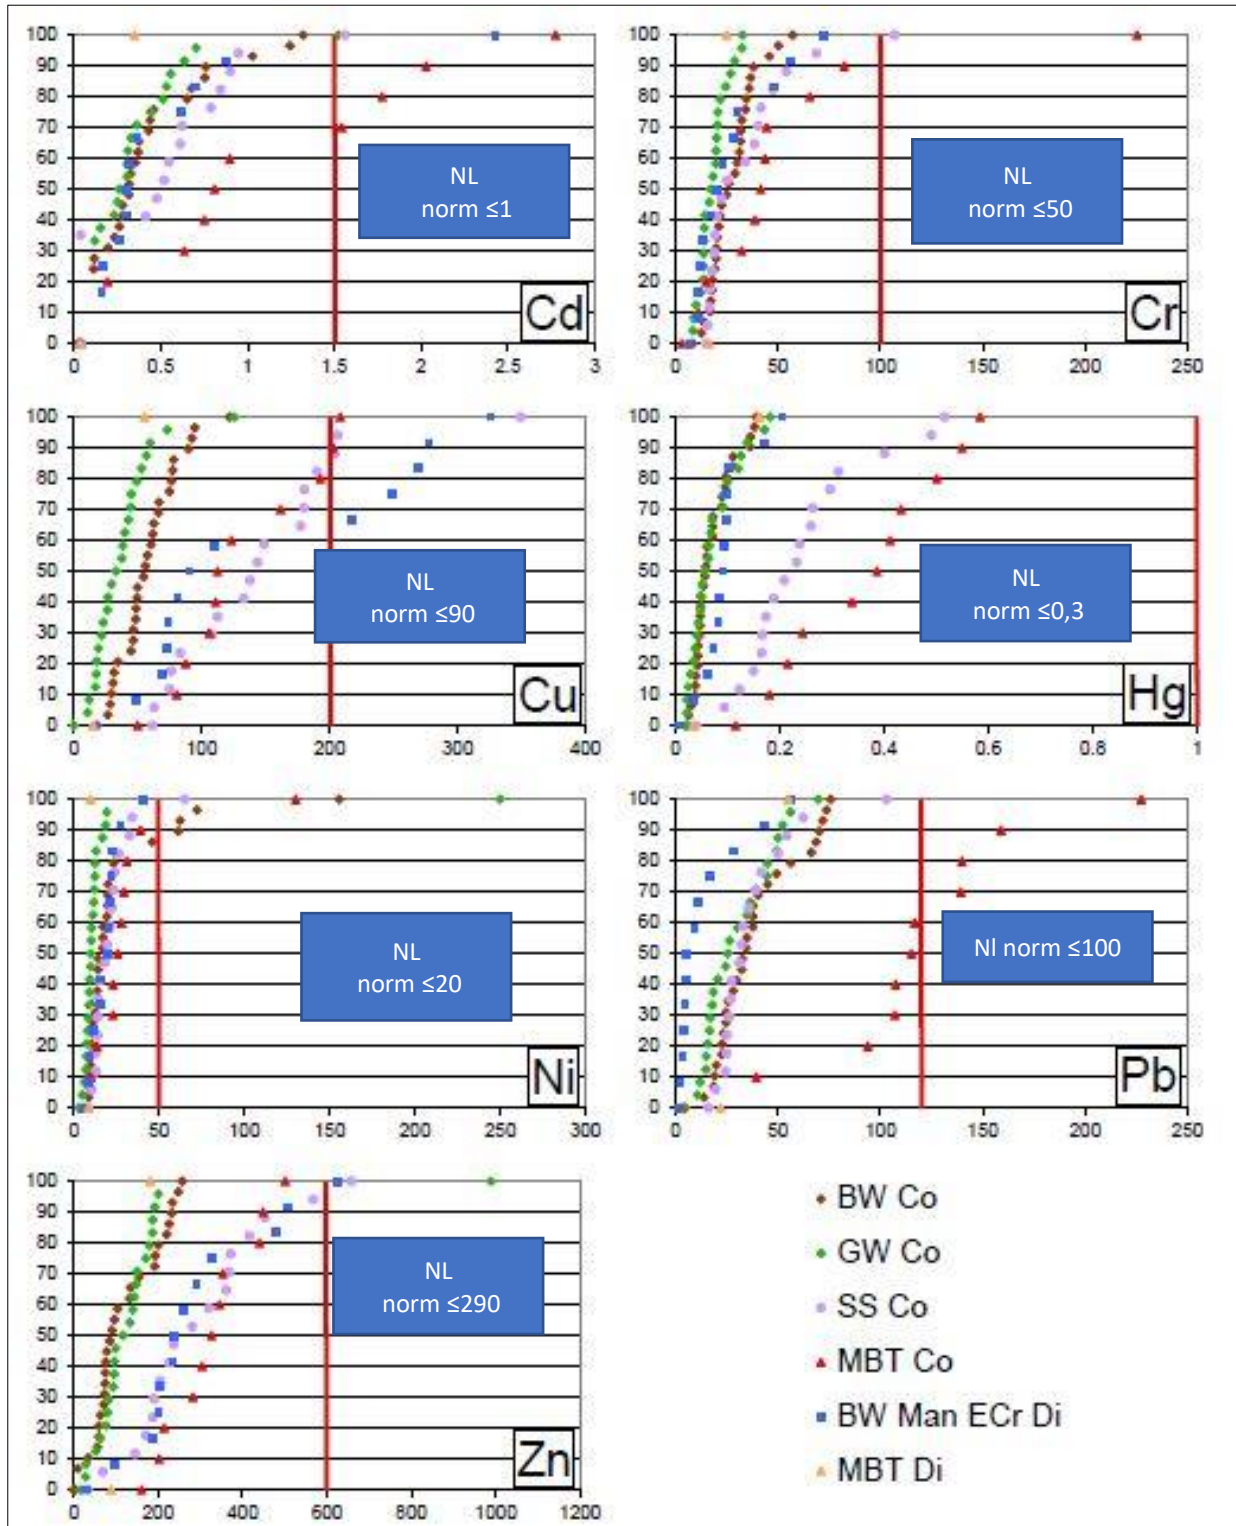 100
90
80
70
60
50
40
30
20
10
0
0 0.5 1 1.5 2 2.5 3
NL
norm ≤1
Cd
100
90
80
70
60
50
40
30
20
10
0
0 50 100 150 200 250
NL
norm ≤50
Cr
100
90
80
70
60
50
40
30
20
10
0
0 100 200 300 400
NL
norm ≤90
Cu
100
90
80
70
60
50
40
30
20
10
0
0 0.2 0.4 0.6 0.8 1
NL
norm ≤0,3
Hg
100
90
80
70
60
50
40
30
20
10
0
0 50 100 150 200 250 300
NL
norm ≤20
Ni
100
90
80
70
60
50
40
30
20
10
0
0 50 100 150 200 250
Nl norm ≤100
Pb
100
90
80
70
60
50
40
30
20
10
0
0 200 400 600 800 1000 1200
NL
norm ≤290
Zn
BW Co
GW Co
SS Co
MBT Co
BW Man ECr Di
MBT Di